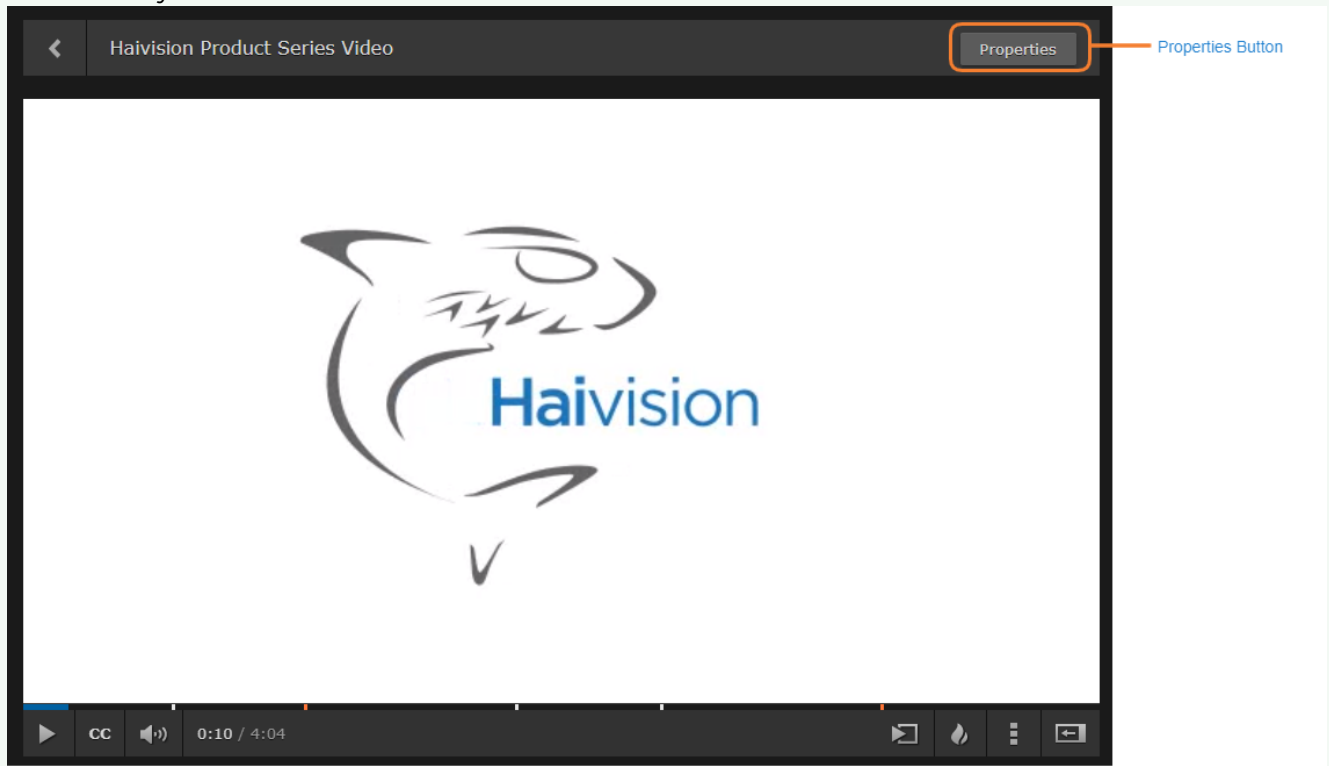 Haivision Product Series Video
Properties
Properties Button
Haivision
CC
0:10 / 4:04